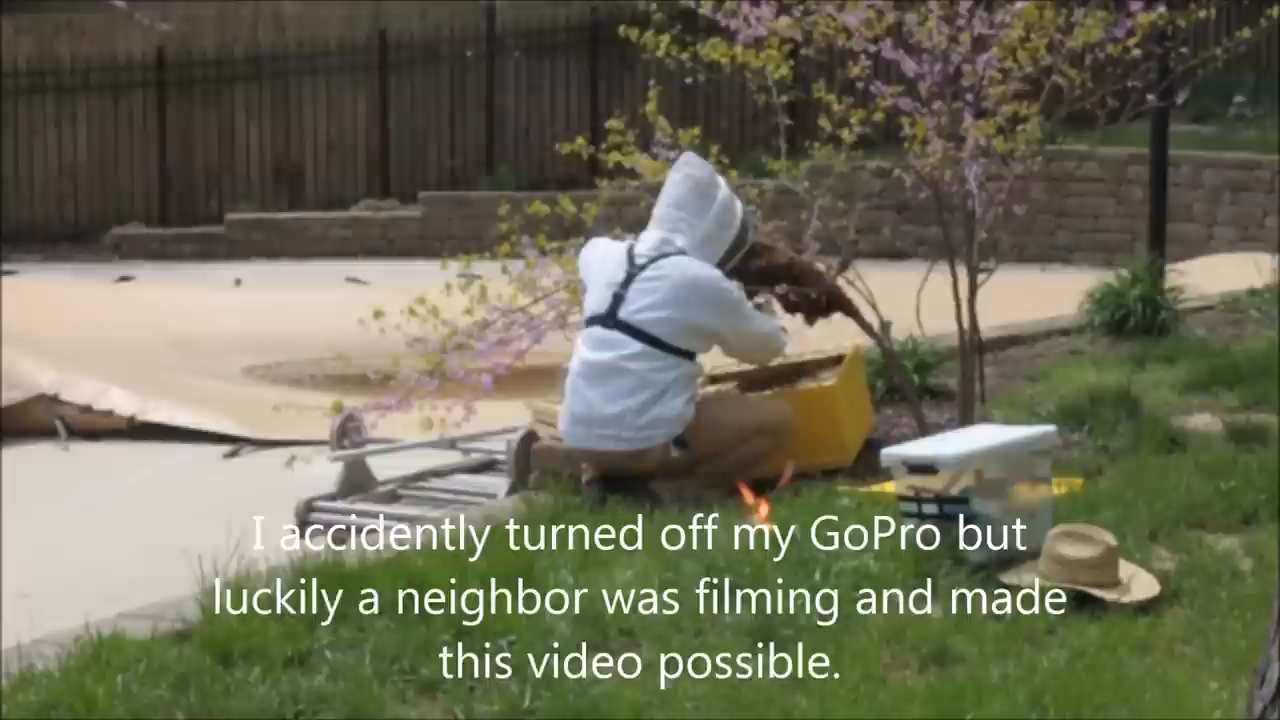 I accidently turned off my GoPro but
luckily a neighbor was filming and made
this video possible.